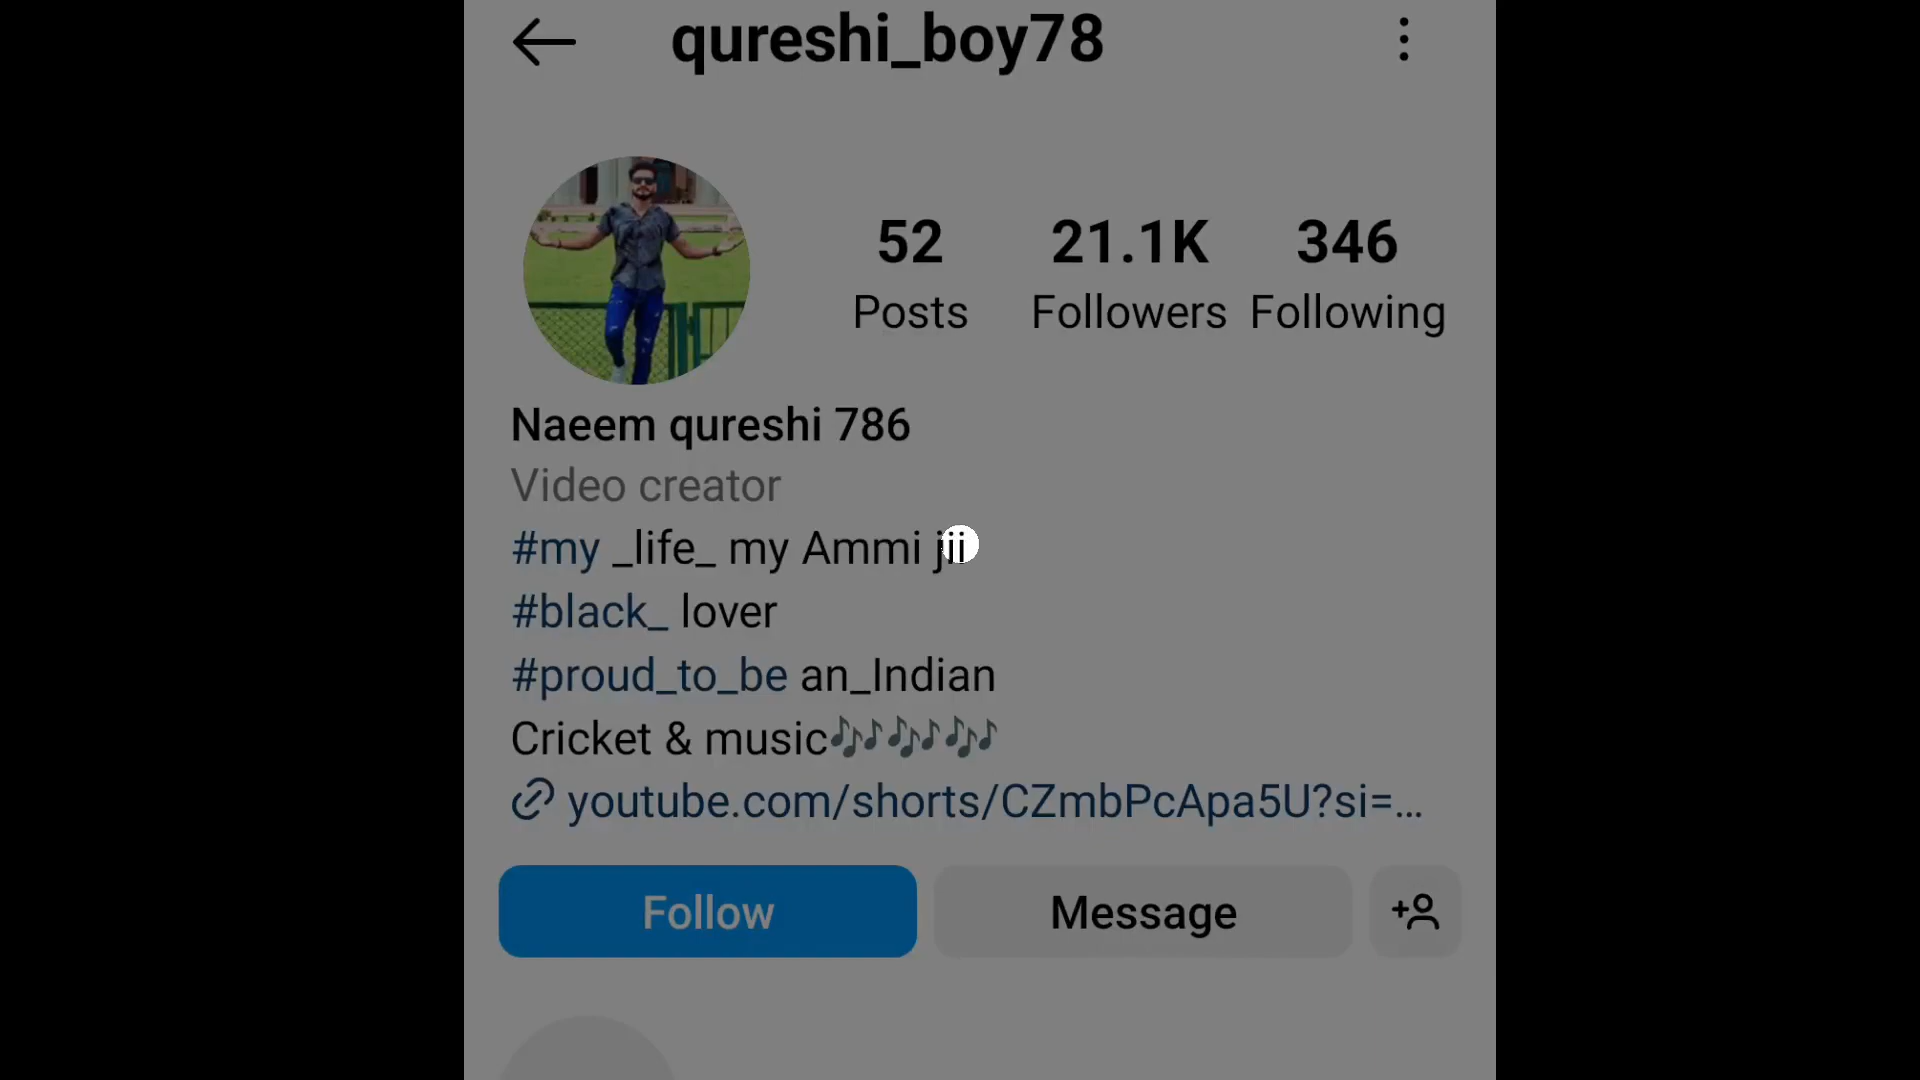 qureshi_boy78
52
Posts
21.1K
Followers
346
Following
Naeem qureshi 786
Video creator
#my _life_ my Ammi jii
#black_ lover
#proud_to_be an_Indian
Cricket & music🎶🎶🎶
youtube.com/shorts/CZmbPcApa5U?si=...
Follow
Message